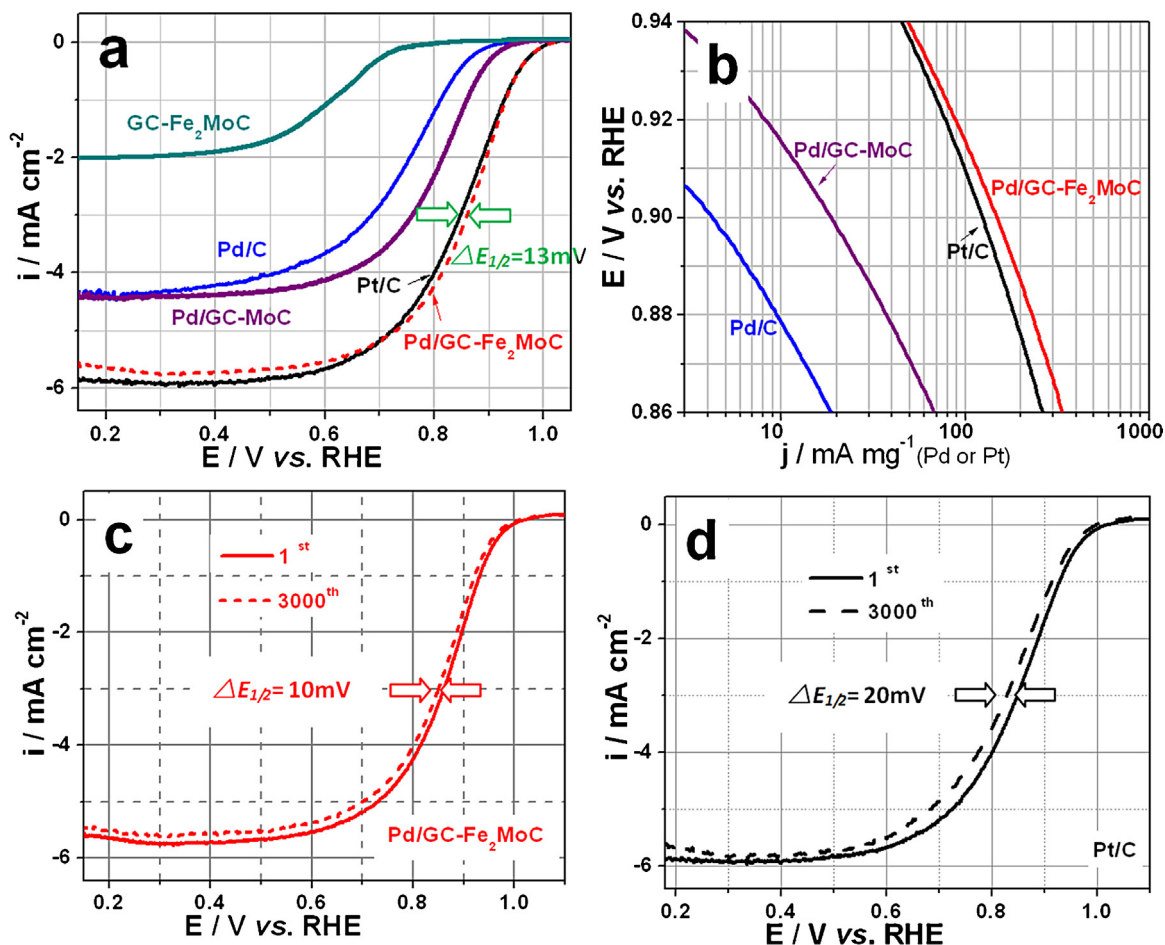 a
i / mA cm⁻²
0
-2
-4
-6
0.2 0.4 0.6 0.8 1.0
E / V vs. RHE
GC-Fe₂MoC
Pd/C
Pd/GC-MoC
Pt/C
△E₁/₂=13mV
Pd/GC-Fe₂MoC
b
E / V vs. RHE
0.94
0.92
0.90
0.88
0.86
10 100 1000
j / mA mg⁻¹ (Pd or Pt)
Pd/GC-MoC
Pd/GC-Fe₂MoC
Pt/C
Pd/C
c
i / mA cm⁻²
0
-2
-4
-6
0.2 0.4 0.6 0.8 1.0
E / V vs. RHE
1 ˢᵗ
3000ᵗʰ
△E₁/₂= 10mV
Pd/GC-Fe₂MoC
d
i / mA cm⁻²
0
-2
-4
-6
0.2 0.4 0.6 0.8 1.0
E / V vs. RHE
1 ˢᵗ
3000ᵗʰ
△E₁/₂= 20mV
Pt/C